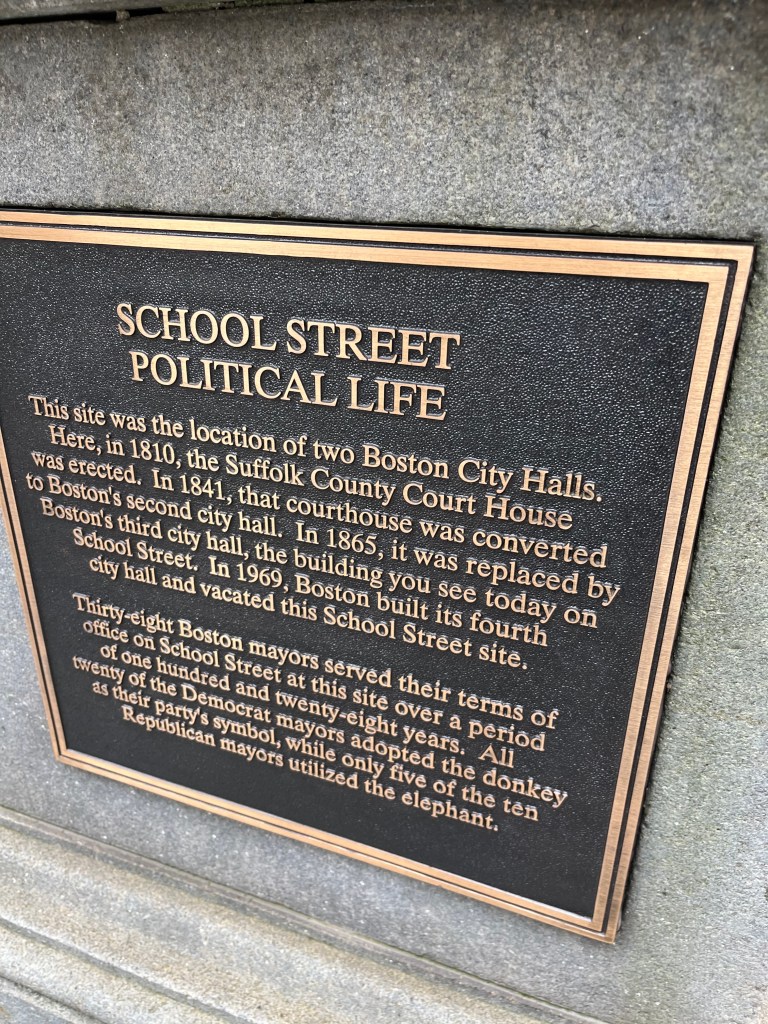 SCHOOL STREET
POLITICAL LIFE
This site was the location of two Boston City Halls.
Here, in 1810, the Suffolk County Court House
was erected. In 1841, that courthouse was converted
to Boston's second city hall. In 1865, it was replaced by
Boston's third city hall, the building you see today on
School Street. In 1969, Boston built its fourth
city hall and vacated this School Street site.
Thirty-eight Boston mayors served their terms of
office on School Street at this site over a period
of one hundred and twenty-eight years. All
twenty of the Democrat mayors adopted the donkey
as their party's symbol, while only five of the ten
Republican mayors utilized the elephant.